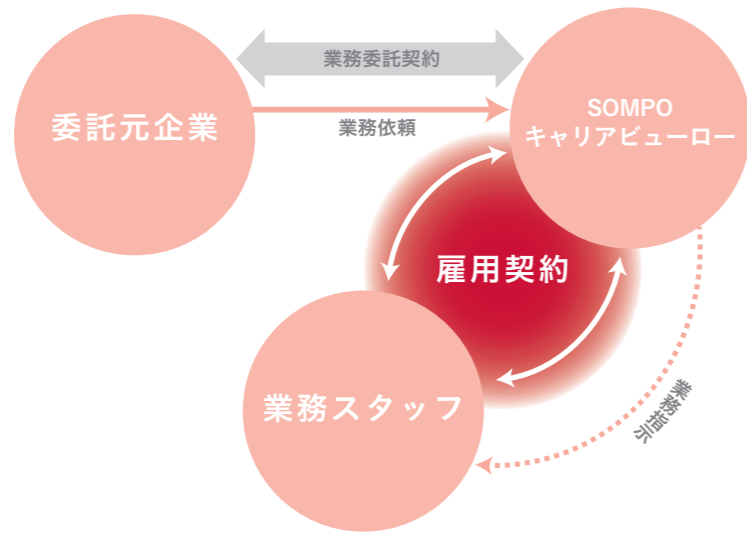 業務委託契約
委託元企業
業務依頼
SOMPO
キャリアビューロー
雇用契約
業務スタッフ
業務指示